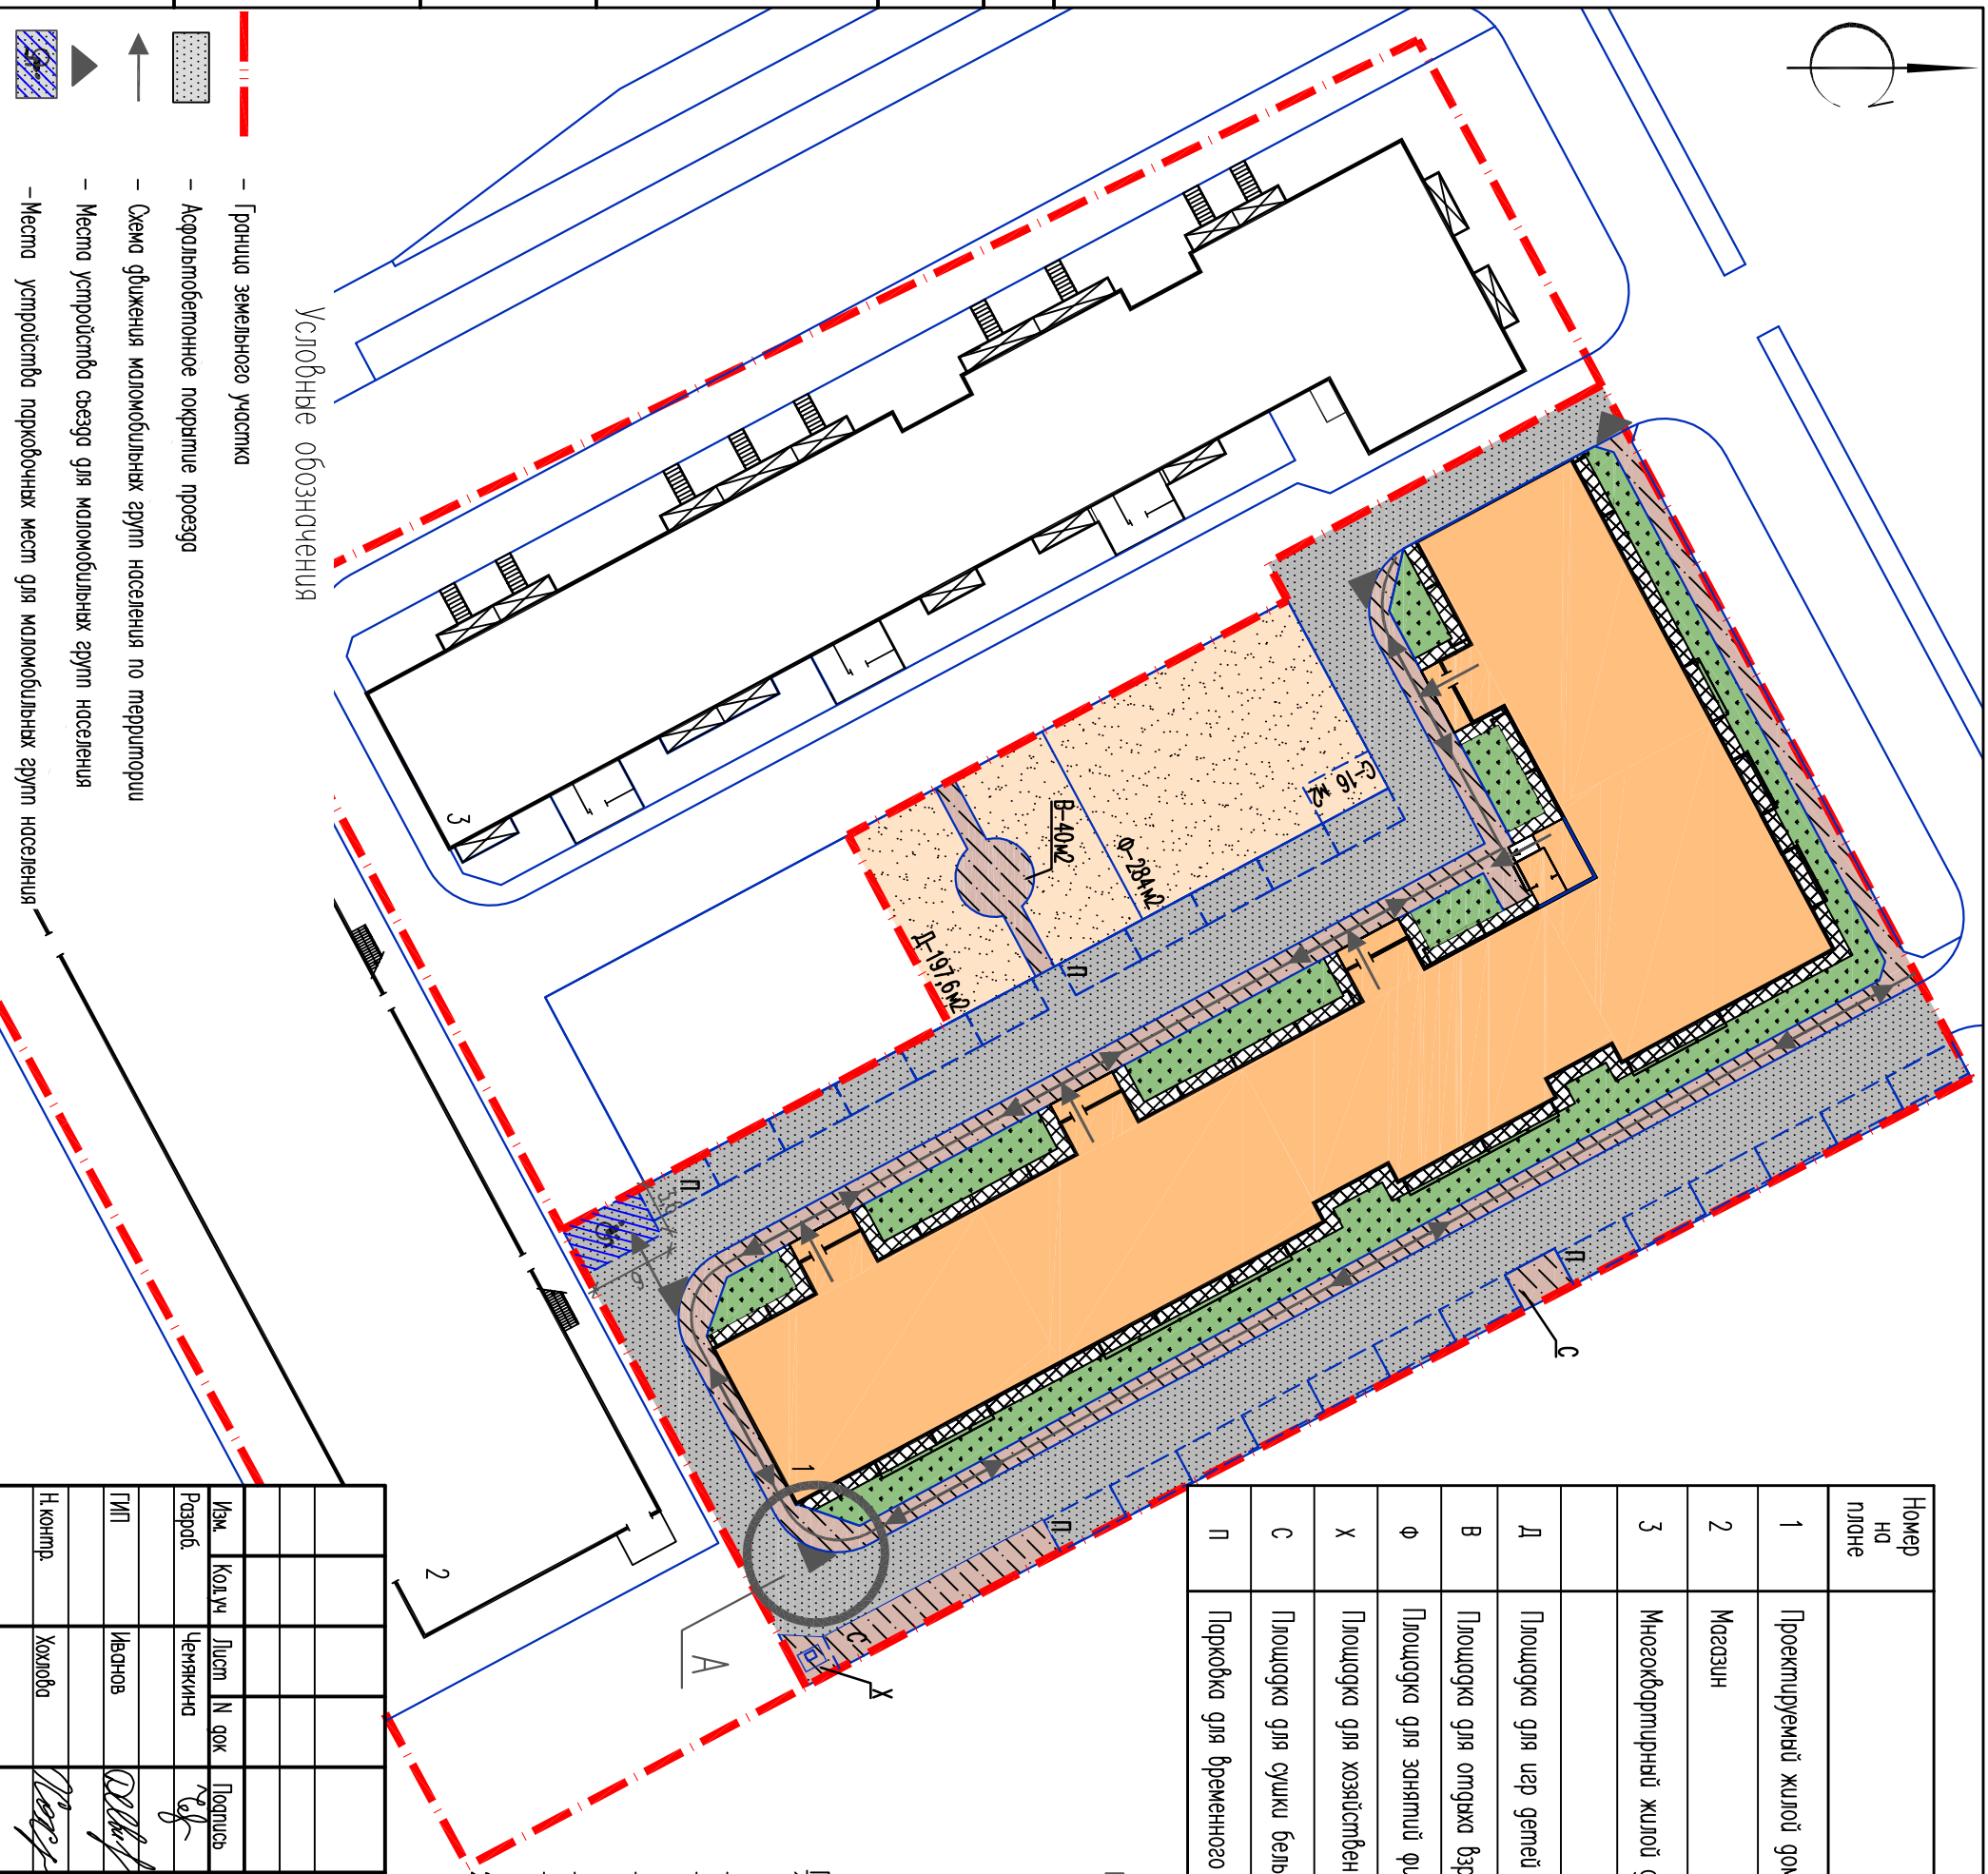 Условные обозначения
- Граница земельного участка
- Асфальтобетонное покрытие проезда
- Схема движения маломобильных групп населения по территории
- Места устройства съезда для маломобильных групп населения
-Места устройства парковочных мест для маломобильных групп населения
3
В-40м2
Ф-284м2
С-16 м2
Д-197,6м2
П
П
3,6
6
П
С
1
П
С
Х
А
2
Номер на плане
1 Проектируемый жилой дом
2 Магазин
3 Многоквартирный жилой
Д Площадка для игр детей
В Площадка для отдыха
Ф Площадка для занятий
Х Площадка для
С Площадка для сушки
П Парковка для временного
Изм. Кол.уч Лист N док Подпись
Разраб. Чемякина
ГИП Иванов
Н.контр. Хохлова